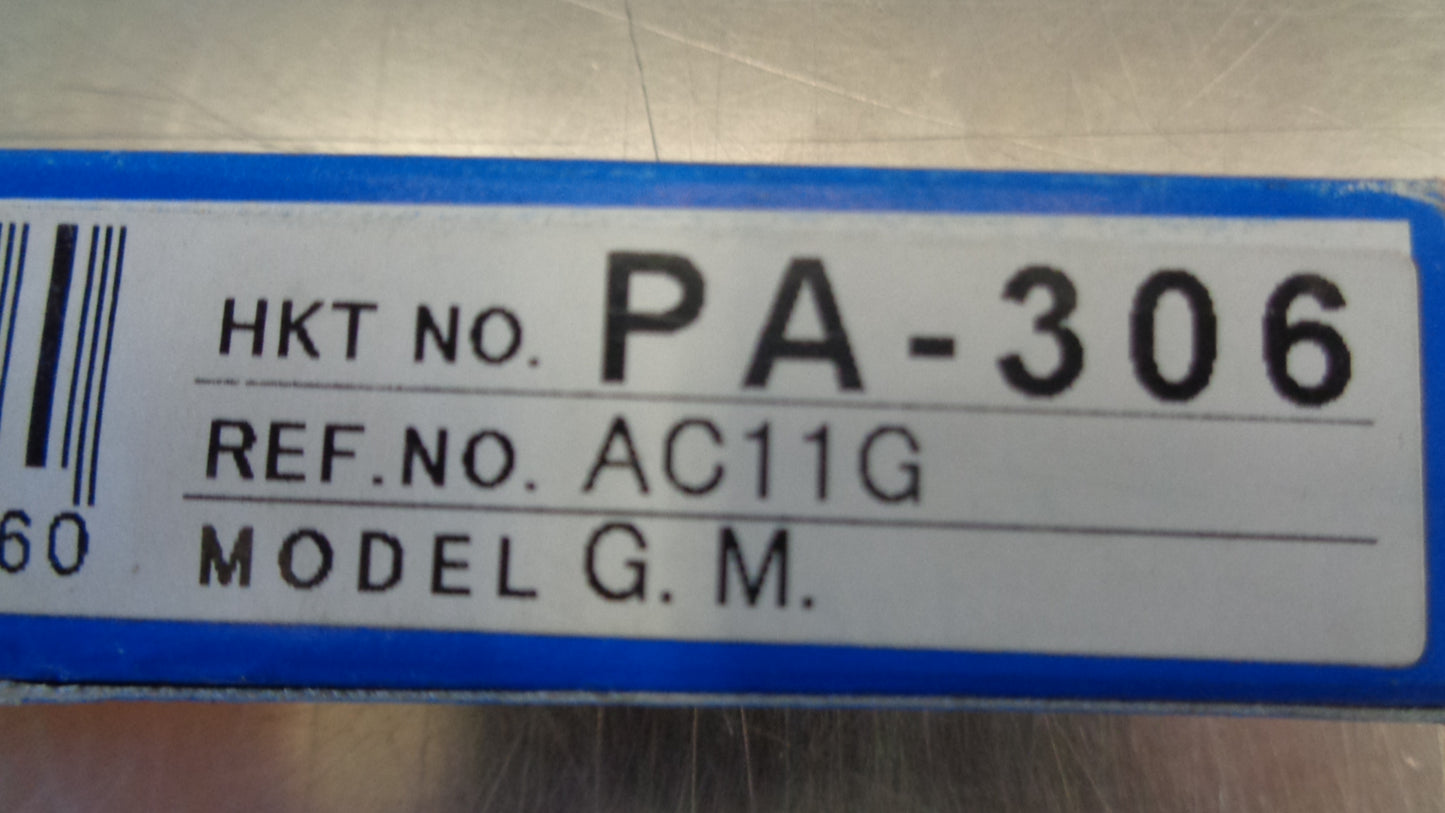 HKT NO. PA-306
REF.NO. AC11G
MODEL G. M.
60